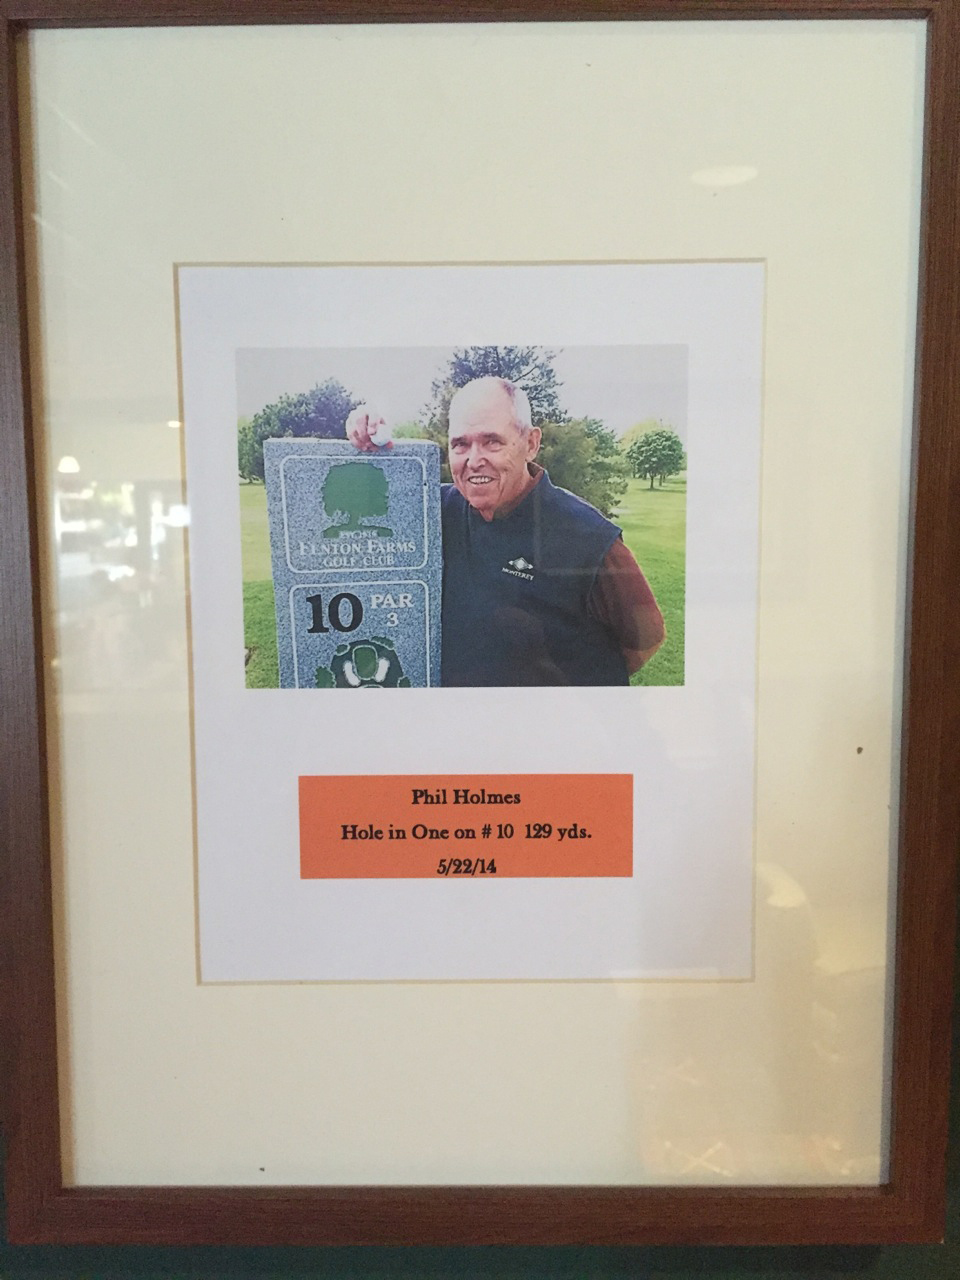 FENTON FARMS
GOLF CLUB
10 PAR
3
MONTEREY
Phil Holmes
Hole in One on # 10 129 yds.
5/22/14